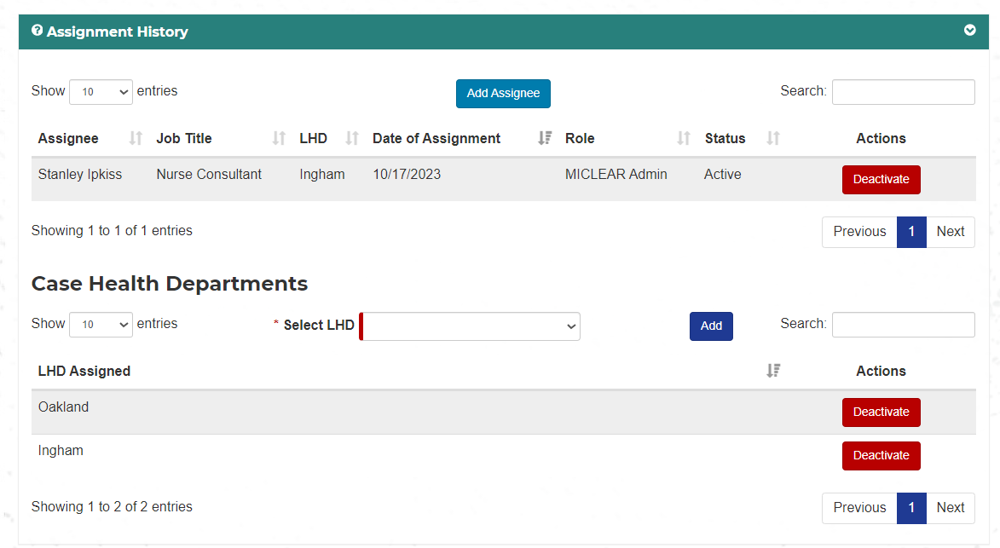 Assignment History
Show 10 entries Add Assignee Search:
Assignee Job Title LHD Date of Assignment Role Status Actions
Stanley Ipkiss Nurse Consultant Ingham 10/17/2023 MICLEAR Admin Active Deactivate
Showing 1 to 1 of 1 entries Previous 1 Next
Case Health Departments
Show 10 entries * Select LHD Add Search:
LHD Assigned Actions
Oakland Deactivate
Ingham Deactivate
Showing 1 to 2 of 2 entries Previous 1 Next